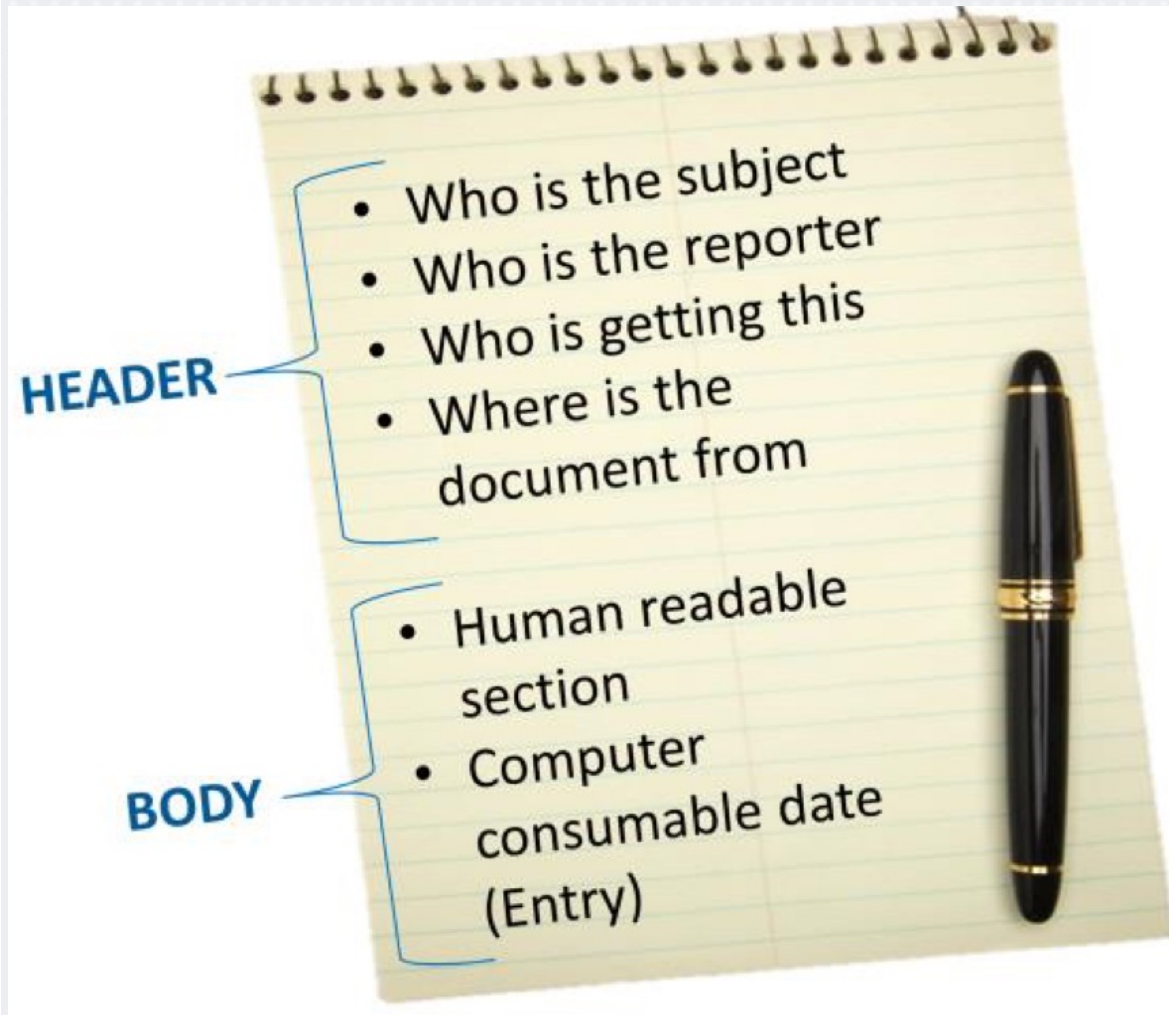 • Who is the subject
• Who is the reporter
• Who is getting this
• Where is the
document from
HEADER
• Human readable
section
• Computer
consumable date
(Entry)
BODY